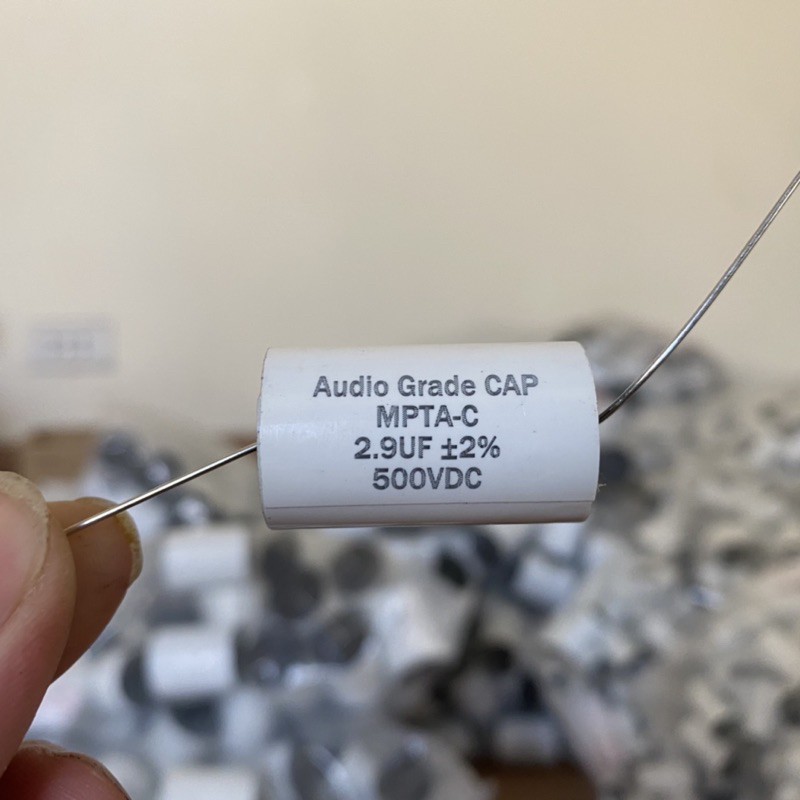 Audio Grade CAP
MPTA-C
2.9UF ±2%
500VDC